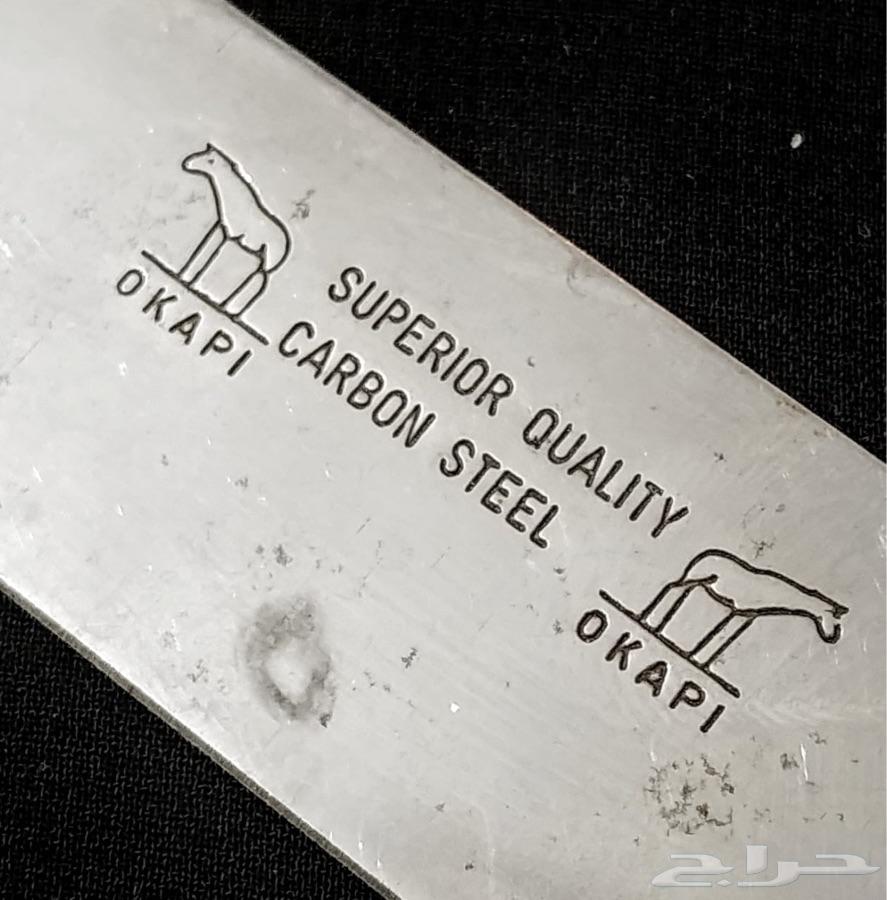 OKAPI
SUPERIOR QUALITY
CARBON STEEL
OKAPI
حراج